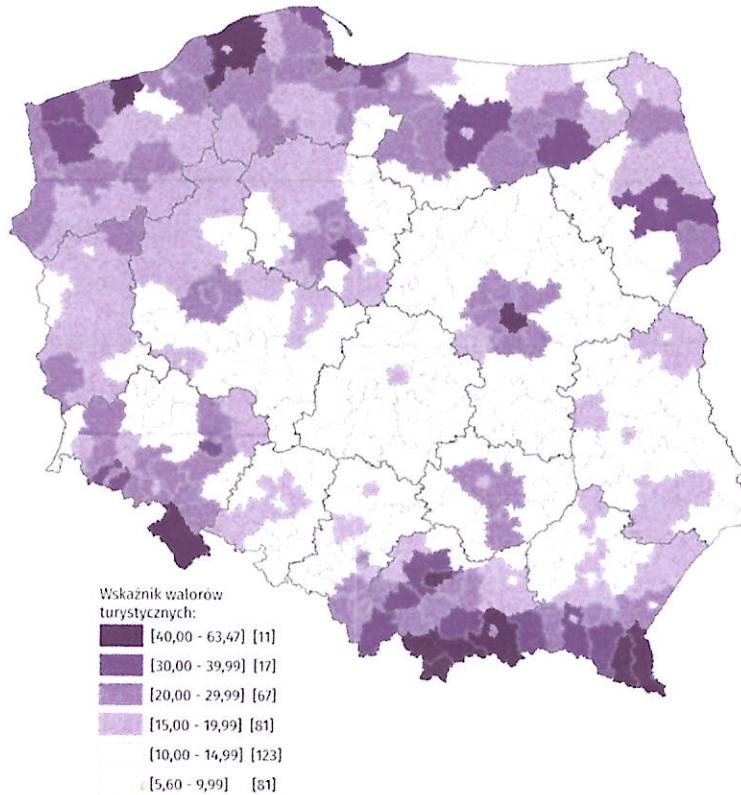 Wskaźnik walorów
turystycznych:
[40,00 - 63,47] [11]
[30,00 - 39,99] [17]
[20,00 - 29,99] [67]
[15,00 - 19,99] [81]
[10,00 - 14,99] [123]
[5,60 - 9,99] [81]